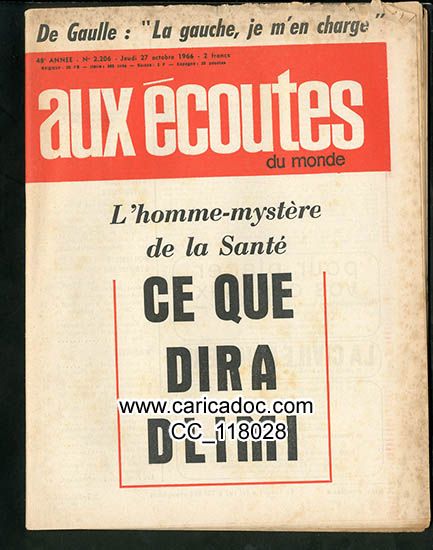 De Gaulle : "La gauche, je m'en charge"
48e ANNÉE - N° 2.206 - Jeudi 27 octobre 1966 - 2 francs
aux écoutes
du monde
L'homme-mystère
de la Santé
CE QUE
DIRA
DLIMI
www.caricadoc.com
CC_118028